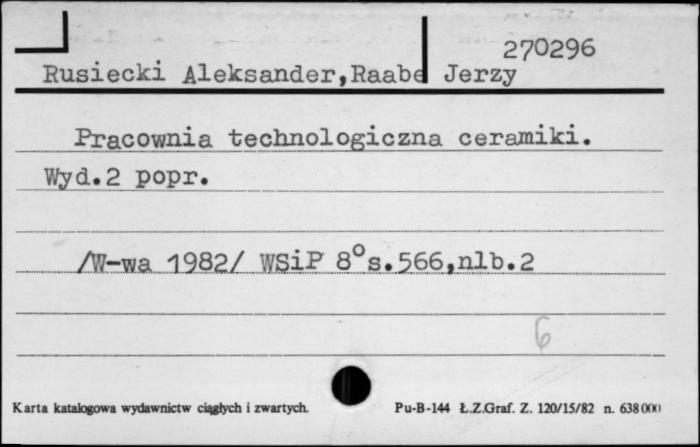 270296
Rusiecki Aleksander,Raabe Jerzy
Pracownia technologiczna ceramiki.
Wyd.2 popr.
/W-wa 1982/ WSiP 8°s.566,nlb.2
6
Karta katalogowa wydawnictw ciągłych i zwartych. Pu-B-144 Ł.Z.Graf. Z. 120/15/82 n. 638000